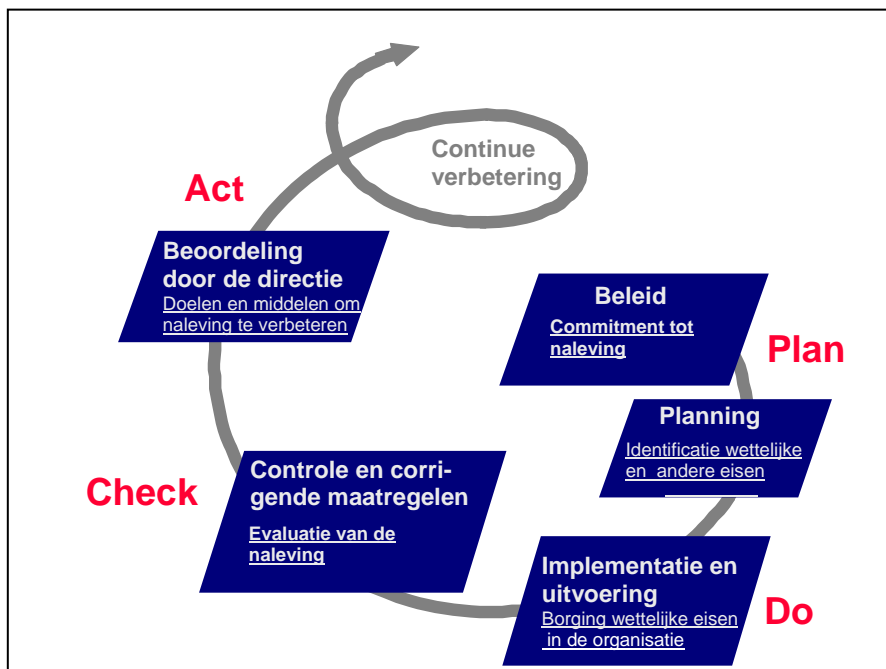 Continue
verbetering
Act
Beoordeling
door de directie
Doelen en middelen om
naleving te verbeteren
Beleid
Commitment tot
naleving
Plan
Planning
Identificatie wettelijke
en andere eisen
Check
Controle en corri-
gende maatregelen
Evaluatie van de
naleving
Implementatie en
uitvoering
Borging wettelijke eisen
in de organisatie
Do